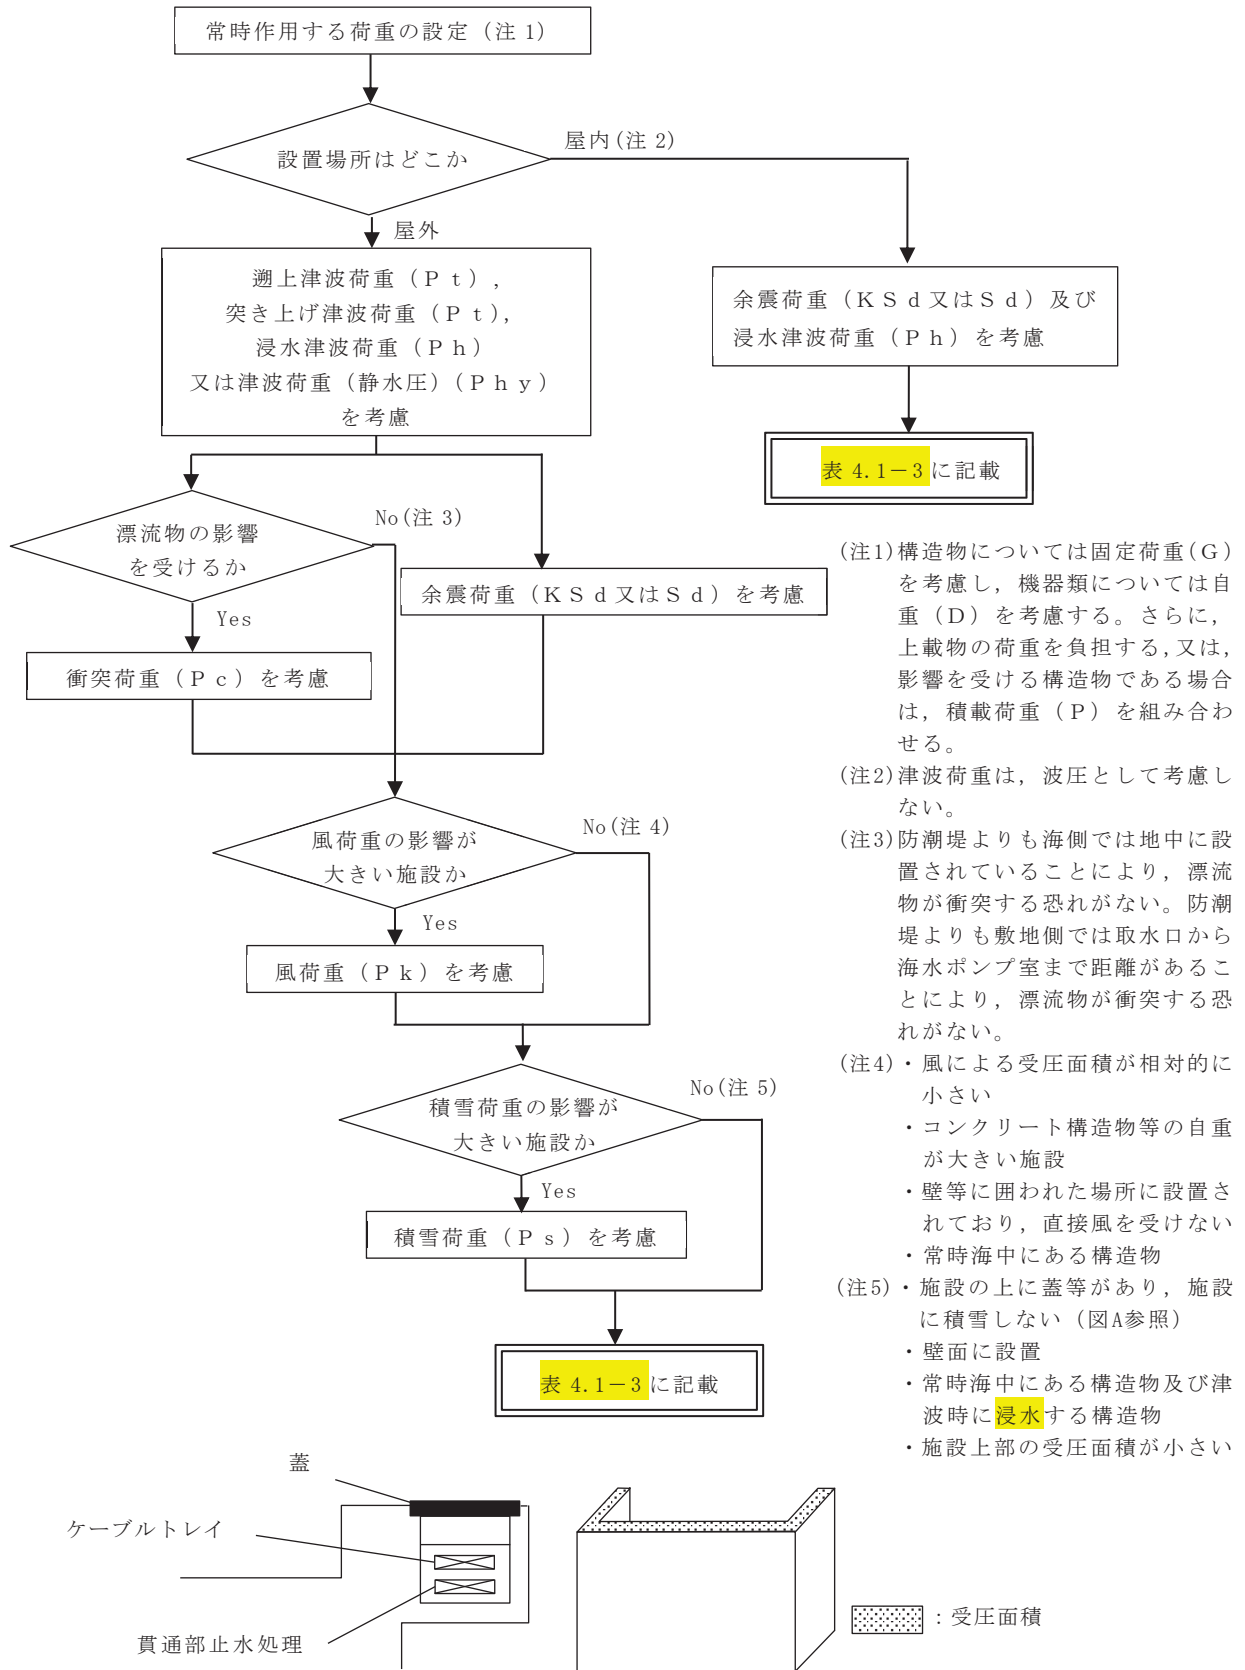 常時作用する荷重の設定（注 1）
設置場所はどこか
屋内(注 2)
屋外
遡上津波荷重（Ｐｔ），
突き上げ津波荷重（Ｐｔ），
浸水津波荷重（Ｐｈ）
又は津波荷重（静水圧）（Ｐｈｙ）
を考慮
余震荷重（ＫＳｄ又はＳｄ）及び
浸水津波荷重（Ｐｈ）を考慮
表 4.1－3 に記載
漂流物の影響
を受けるか
No(注 3)
Yes
余震荷重（ＫＳｄ又はＳｄ）を考慮
衝突荷重（Ｐｃ）を考慮
風荷重の影響が
大きい施設か
No(注 4)
Yes
風荷重（Ｐｋ）を考慮
積雪荷重の影響が
大きい施設か
No(注 5)
Yes
積雪荷重（Ｐｓ）を考慮
表 4.1－3 に記載
(注1)構造物については固定荷重(Ｇ)
を考慮し，機器類については自
重（Ｄ）を考慮する。さらに，
上載物の荷重を負担する，又は，
影響を受ける構造物である場合
は，積載荷重（Ｐ）を組み合わ
せる。
(注2)津波荷重は，波圧として考慮し
ない。
(注3)防潮堤よりも海側では地中に設
置されていることにより，漂流
物が衝突する恐れがない。防潮
堤よりも敷地側では取水口から
海水ポンプ室まで距離があるこ
とにより，漂流物が衝突する恐
れがない。
(注4)・風による受圧面積が相対的に
小さい
・コンクリート構造物等の自重
が大きい施設
・壁等に囲われた場所に設置さ
れており，直接風を受けない
・常時海中にある構造物
(注5)・施設の上に蓋等があり，施設
に積雪しない（図A参照）
・壁面に設置
・常時海中にある構造物及び津
波時に浸水する構造物
・施設上部の受圧面積が小さい
蓋
ケーブルトレイ
貫通部止水処理
：受圧面積